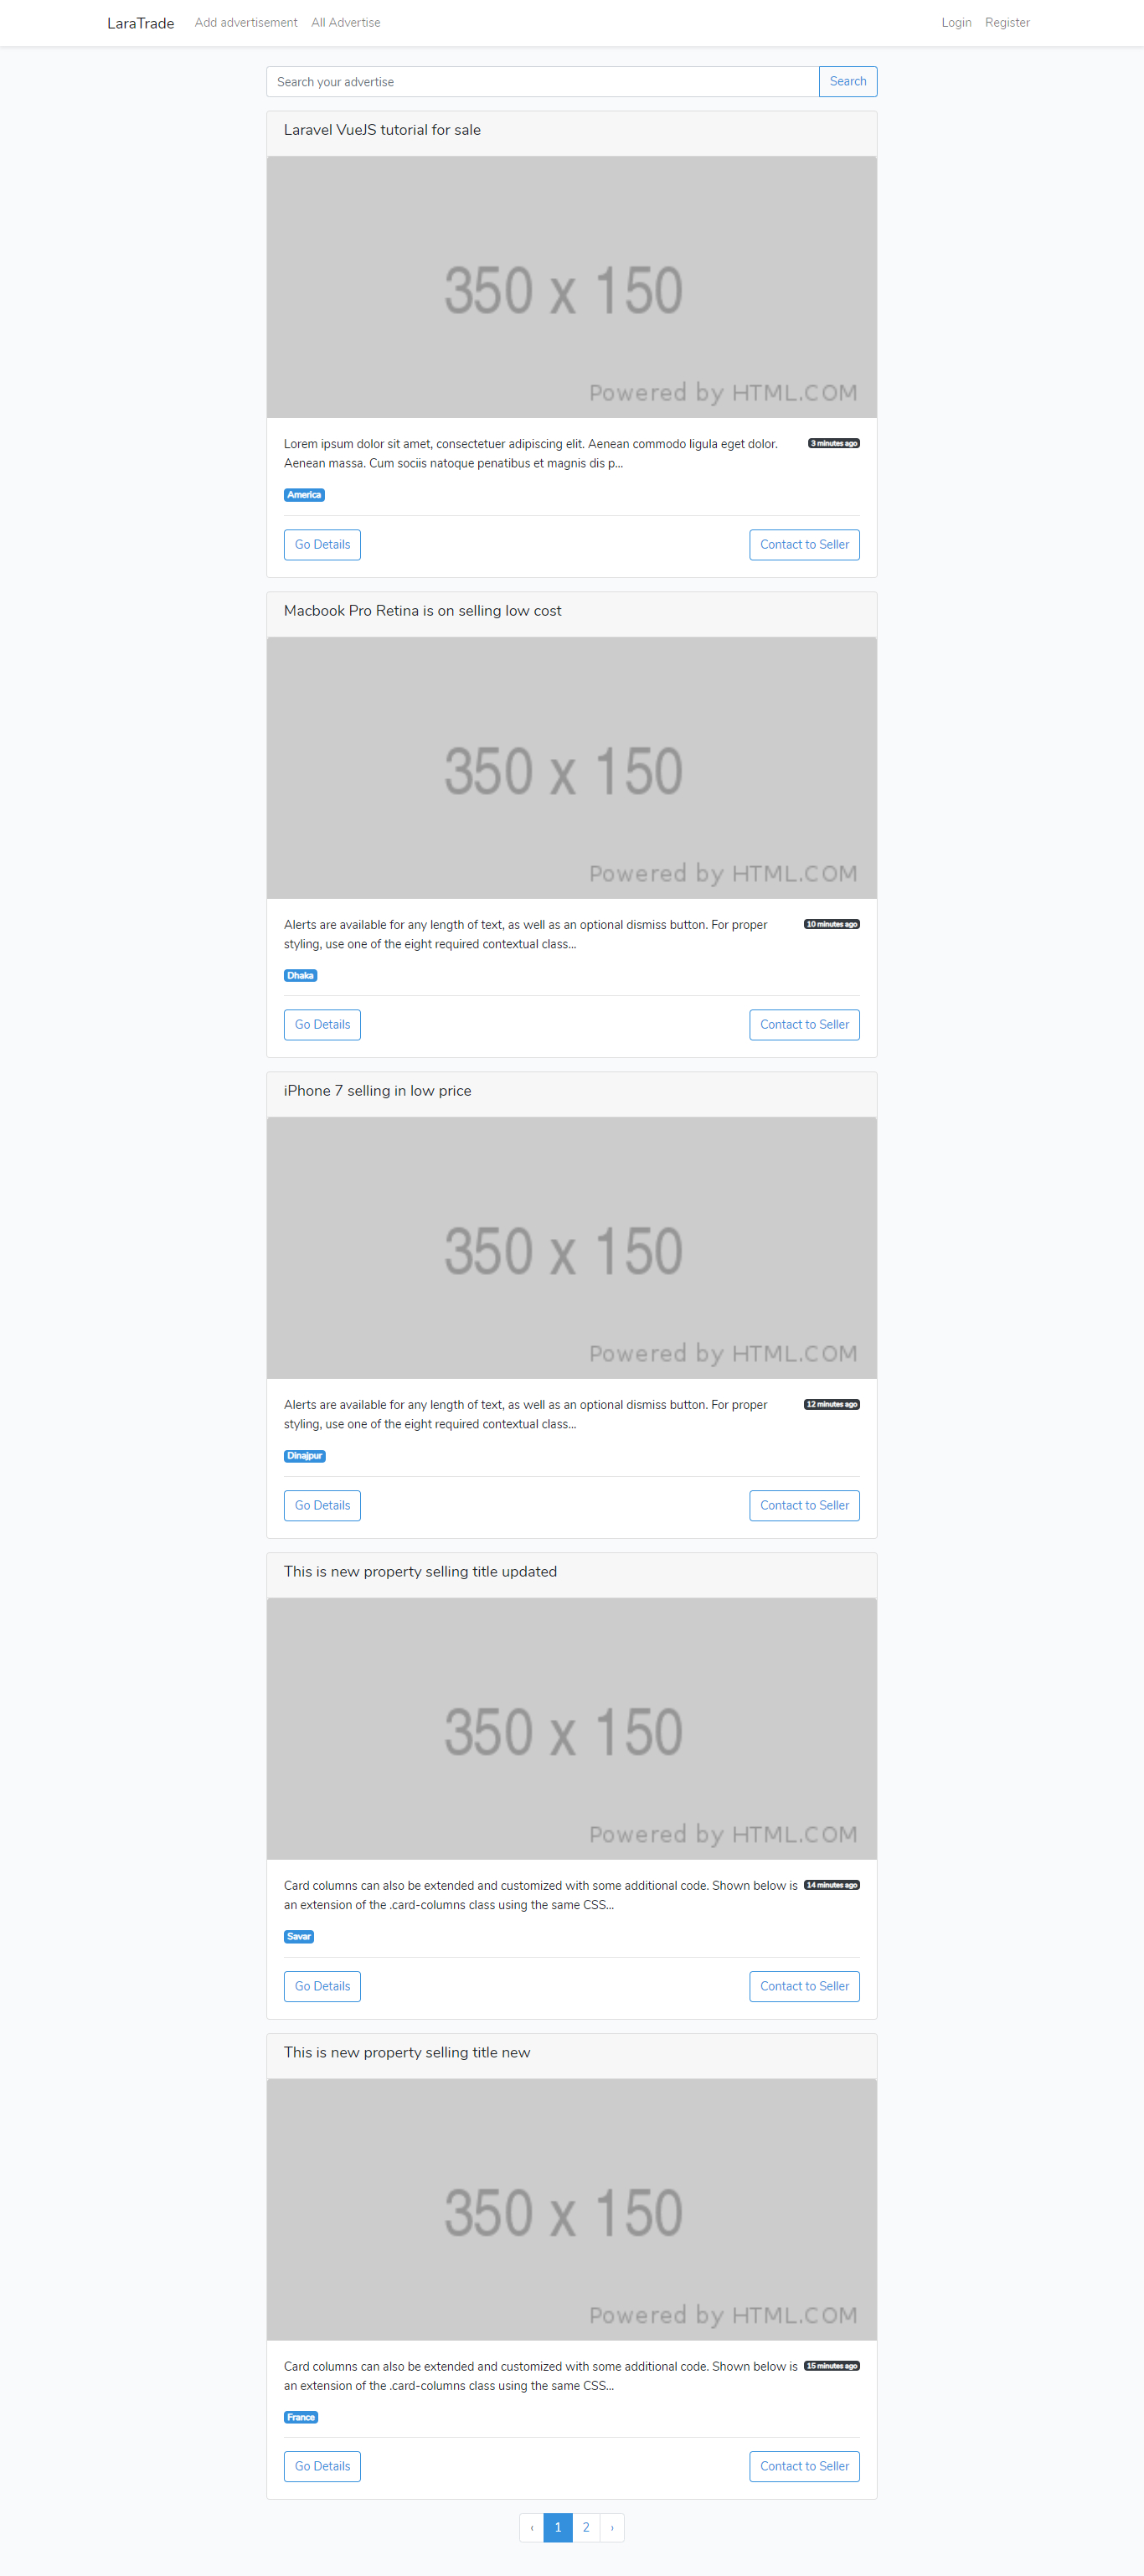 LaraTrade Add advertisement All Advertise Login Register
Search your advertise Search
Laravel VueJS tutorial for sale
350 x 150
Powered by HTML.COM
Lorem ipsum dolor sit amet, consectetuer adipiscing elit. Aenean commodo ligula eget dolor. 3 minutes ago
Aenean massa. Cum sociis natoque penatibus et magnis dis p...
America
Go Details Contact to Seller
Macbook Pro Retina is on selling low cost
350 x 150
Powered by HTML.COM
Alerts are available for any length of text, as well as an optional dismiss button. For proper 10 minutes ago
styling, use one of the eight required contextual class...
Dhaka
Go Details Contact to Seller
iPhone 7 selling in low price
350 x 150
Powered by HTML.COM
Alerts are available for any length of text, as well as an optional dismiss button. For proper 12 minutes ago
styling, use one of the eight required contextual class...
Dinajpur
Go Details Contact to Seller
This is new property selling title updated
350 x 150
Powered by HTML.COM
Card columns can also be extended and customized with some additional code. Shown below is 14 minutes ago
an extension of the .card-columns class using the same CSS...
Savar
Go Details Contact to Seller
This is new property selling title new
350 x 150
Powered by HTML.COM
Card columns can also be extended and customized with some additional code. Shown below is 15 minutes ago
an extension of the .card-columns class using the same CSS...
France
Go Details Contact to Seller
‹ 1 2 ›